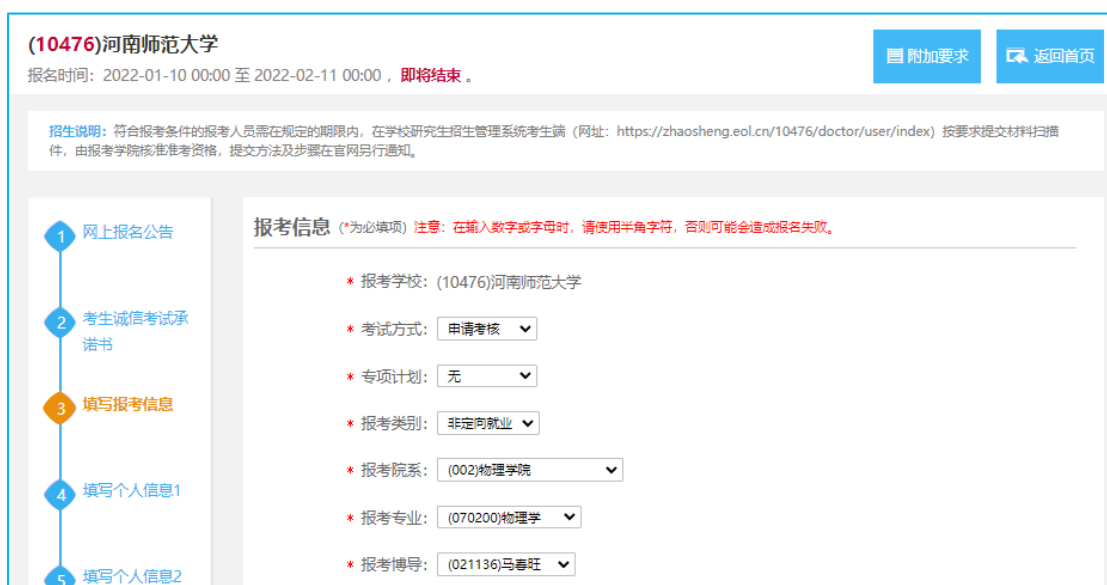 (10476)河南师范大学
附加要求
返回首页
报名时间：2022-01-10 00:00 至 2022-02-11 00:00 ，即将结束 。
招生说明：符合报考条件的报考人员需在规定的期限内，在学校研究生招生管理系统考生端（网址：https://zhaosheng.eol.cn/10476/doctor/user/index）按要求提交材料扫描
件，由报考学院核准准考资格，提交方法及步骤在官网另行通知。
1 网上报名公告
2 考生诚信考试承
诺书
3 填写报考信息
4 填写个人信息1
5 填写个人信息2
报考信息 (*为必填项) 注意：在输入数字或字母时，请使用半角字符，否则可能会造成报名失败。
* 报考学校：(10476)河南师范大学
* 考试方式：申请考核
* 专项计划：无
* 报考类别：非定向就业
* 报考院系：(002)物理学院
* 报考专业：(070200)物理学
* 报考博导：(021136)马春旺